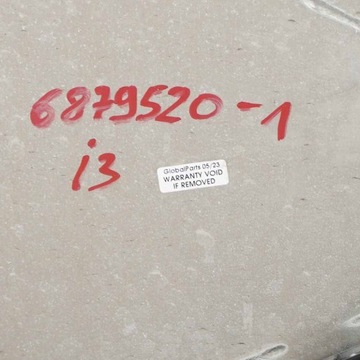 6879520-1
i3
GlobalParts 05/23
WARRANTY VOID
IF REMOVED